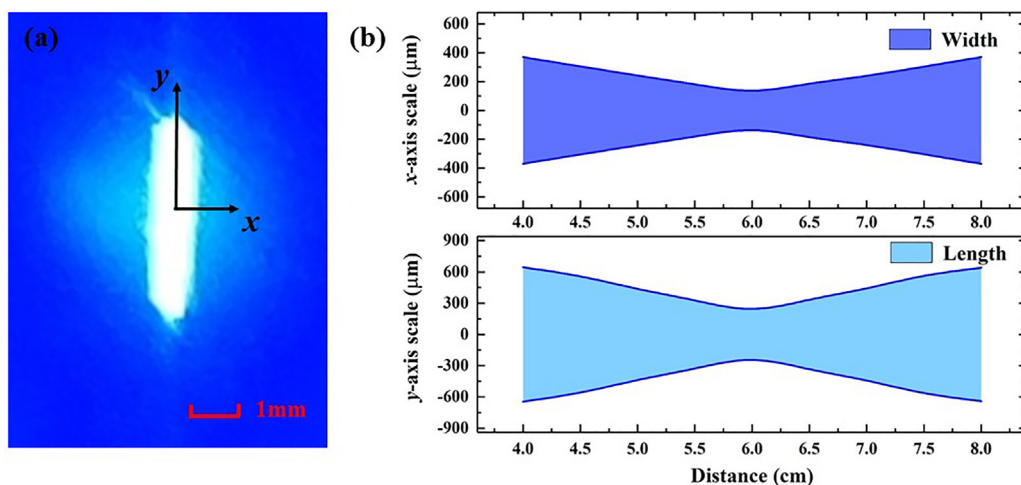 (a)
y
x
1mm
(b)
x-axis scale (μm)
600
400
200
0
-200
-400
-600
Width
4.0 4.5 5.0 5.5 6.0 6.5 7.0 7.5 8.0
y-axis scale (μm)
900
600
300
0
-300
-600
-900
Length
4.0 4.5 5.0 5.5 6.0 6.5 7.0 7.5 8.0
Distance (cm)